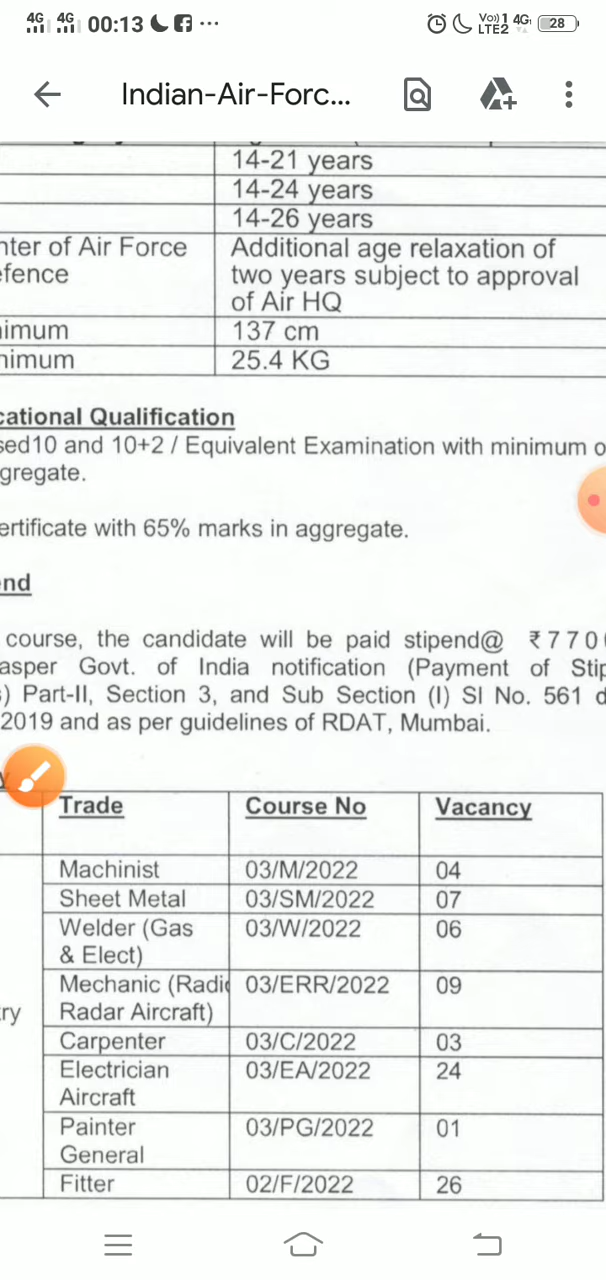 4G 4G 00:13 ... Vo))1 4G LTE2 28
Indian-Air-Forc...
14-21 years
14-24 years
14-26 years
nter of Air Force Additional age relaxation of
efence two years subject to approval
of Air HQ
nimum 137 cm
nimum 25.4 KG
cational Qualification
sed10 and 10+2 / Equivalent Examination with minimum o
gregate.
ertificate with 65% marks in aggregate.
end
course, the candidate will be paid stipend@ ₹770
asper Govt. of India notification (Payment of Stip
) Part-II, Section 3, and Sub Section (I) Sl No. 561 d
2019 and as per guidelines of RDAT, Mumbai.
Trade Course No Vacancy
Machinist 03/M/2022 04
Sheet Metal 03/SM/2022 07
Welder (Gas 03/W/2022 06
& Elect)
Mechanic (Radio 03/ERR/2022 09
ry Radar Aircraft)
Carpenter 03/C/2022 03
Electrician 03/EA/2022 24
Aircraft
Painter 03/PG/2022 01
General
Fitter 02/F/2022 26